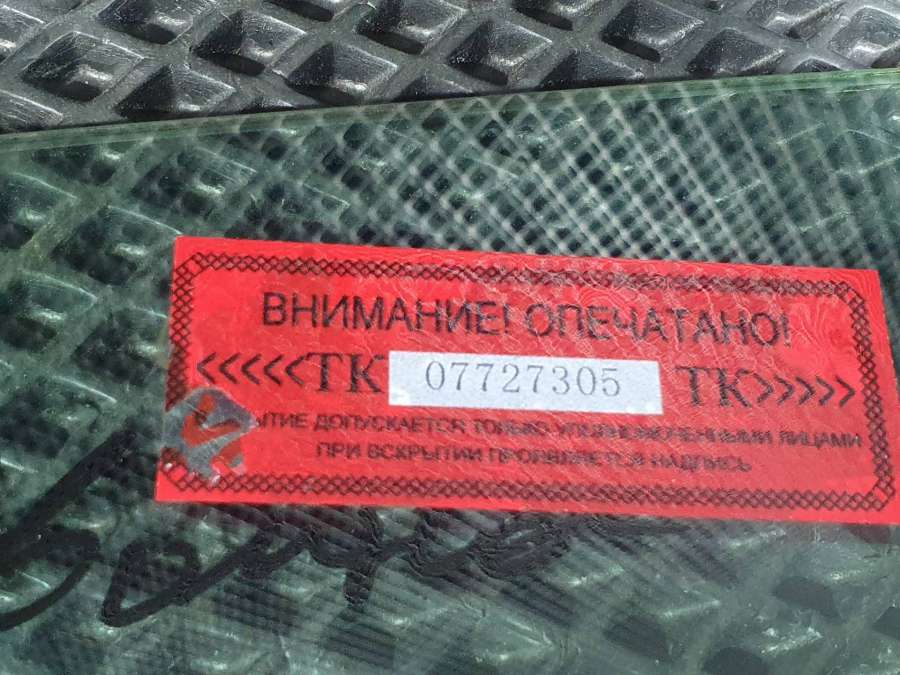 ВНИМАНИЕ! ОПЕЧАТАНО!
<<<<<ТК 07727305 ТК>>>>>
ДОПУСКАЕТСЯ ТОЛЬКО УПОЛНОМОЧЕННЫМИ ЛИЦАМИ
ПРИ ВСКРЫТИИ ПРОЯВЛЯЕТСЯ НАДПИСЬ